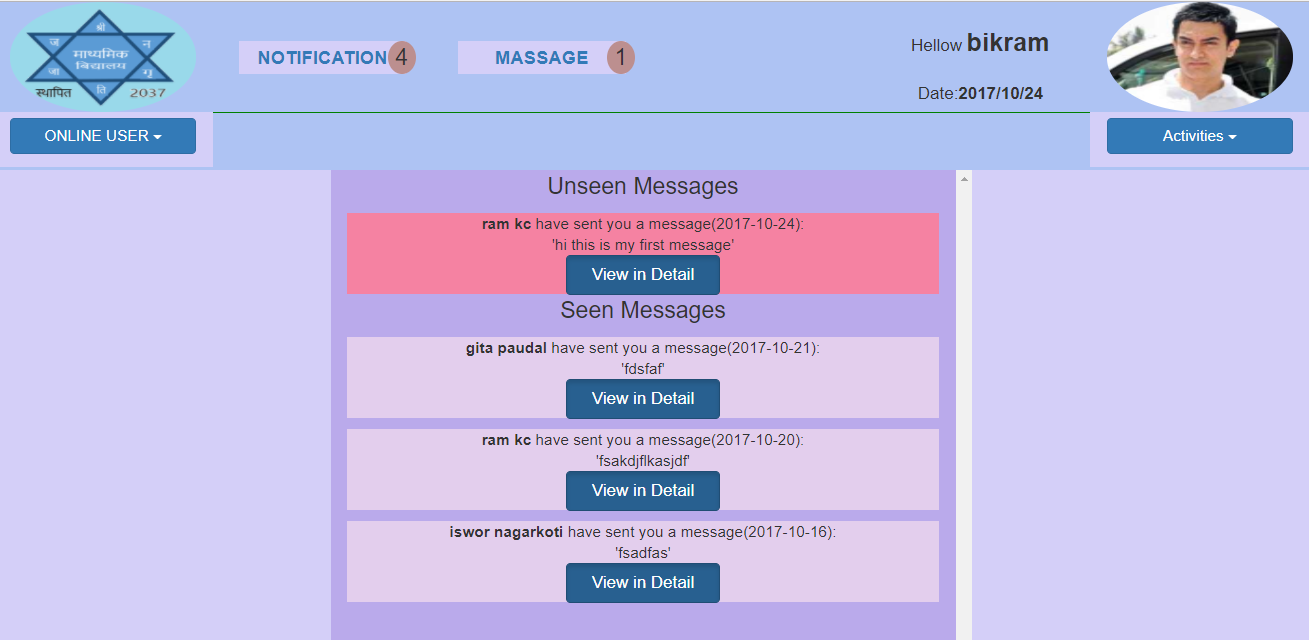 श्री
ज
न
माध्यमिक
बिद्यालय
जा
गृ
ति
स्थापित
2037
NOTIFICATION 4
MASSAGE 1
Hellow bikram
Date:2017/10/24
ONLINE USER
Activities
Unseen Messages
ram kc have sent you a message(2017-10-24):
'hi this is my first message'
View in Detail
Seen Messages
gita paudal have sent you a message(2017-10-21):
'fdsfaf'
View in Detail
ram kc have sent you a message(2017-10-20):
'fsakdjflkasjdf'
View in Detail
iswor nagarkoti have sent you a message(2017-10-16):
'fsadfas'
View in Detail